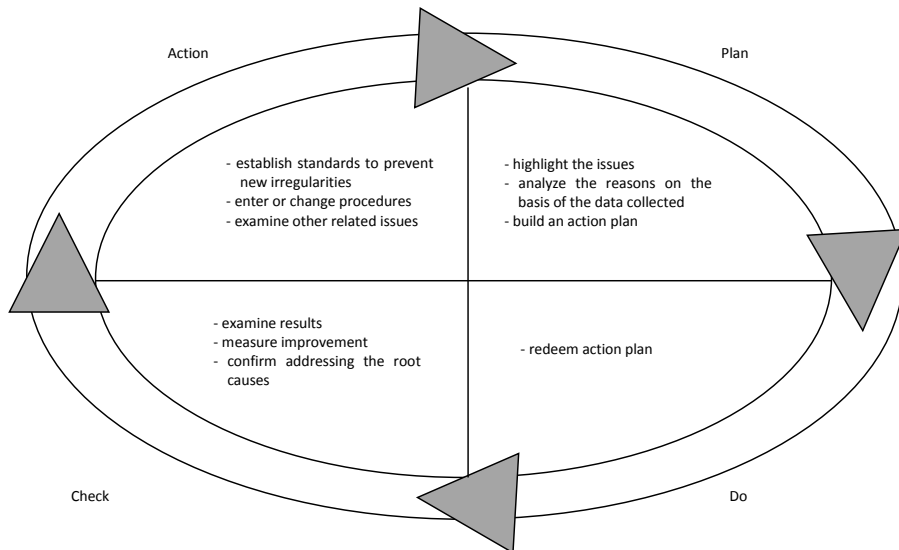 Action
Plan
- establish standards to prevent
new irregularities
- enter or change procedures
- examine other related issues
- highlight the issues
- analyze the reasons on the
basis of the data collected
- build an action plan
- examine results
- measure improvement
- confirm addressing the root
causes
- redeem action plan
Check
Do